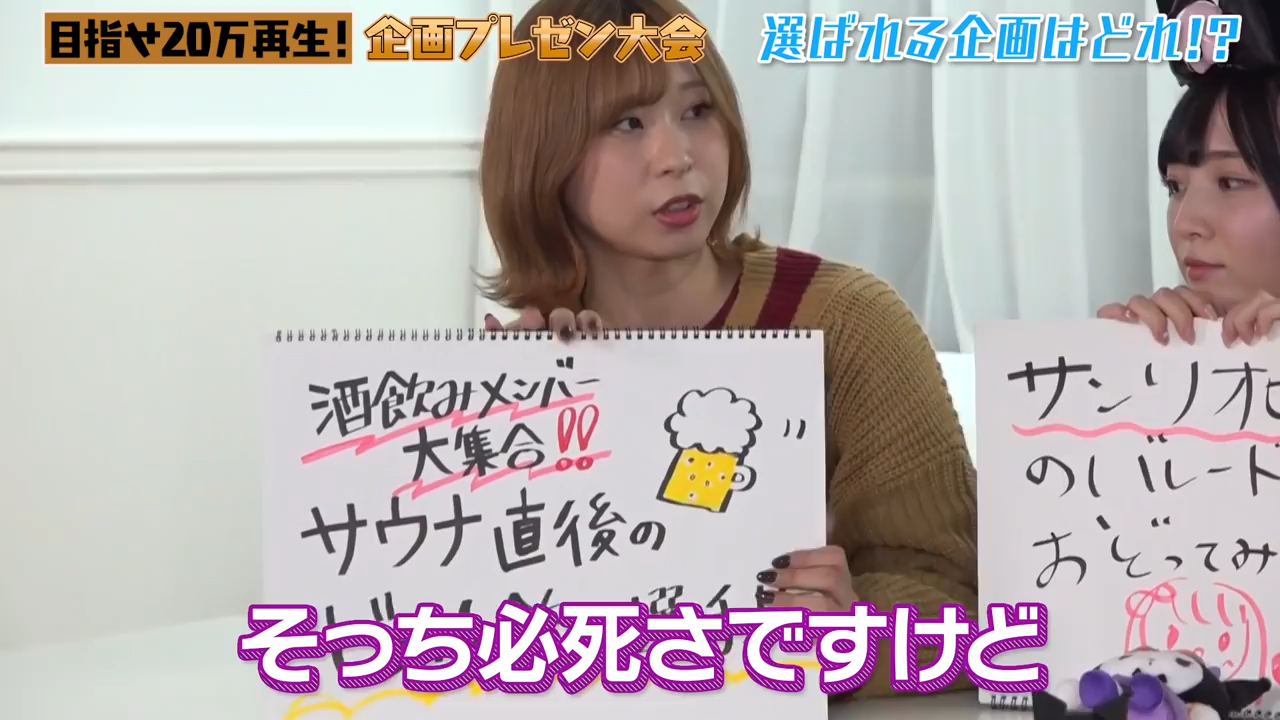 目指せ20万再生!
企画プレゼン大会
選ばれる企画はどれ!?
酒飲みメンバー
大集合!!
サウナ直後の
サンリオ
のパレード
おどってみ
そっち必死さですけど